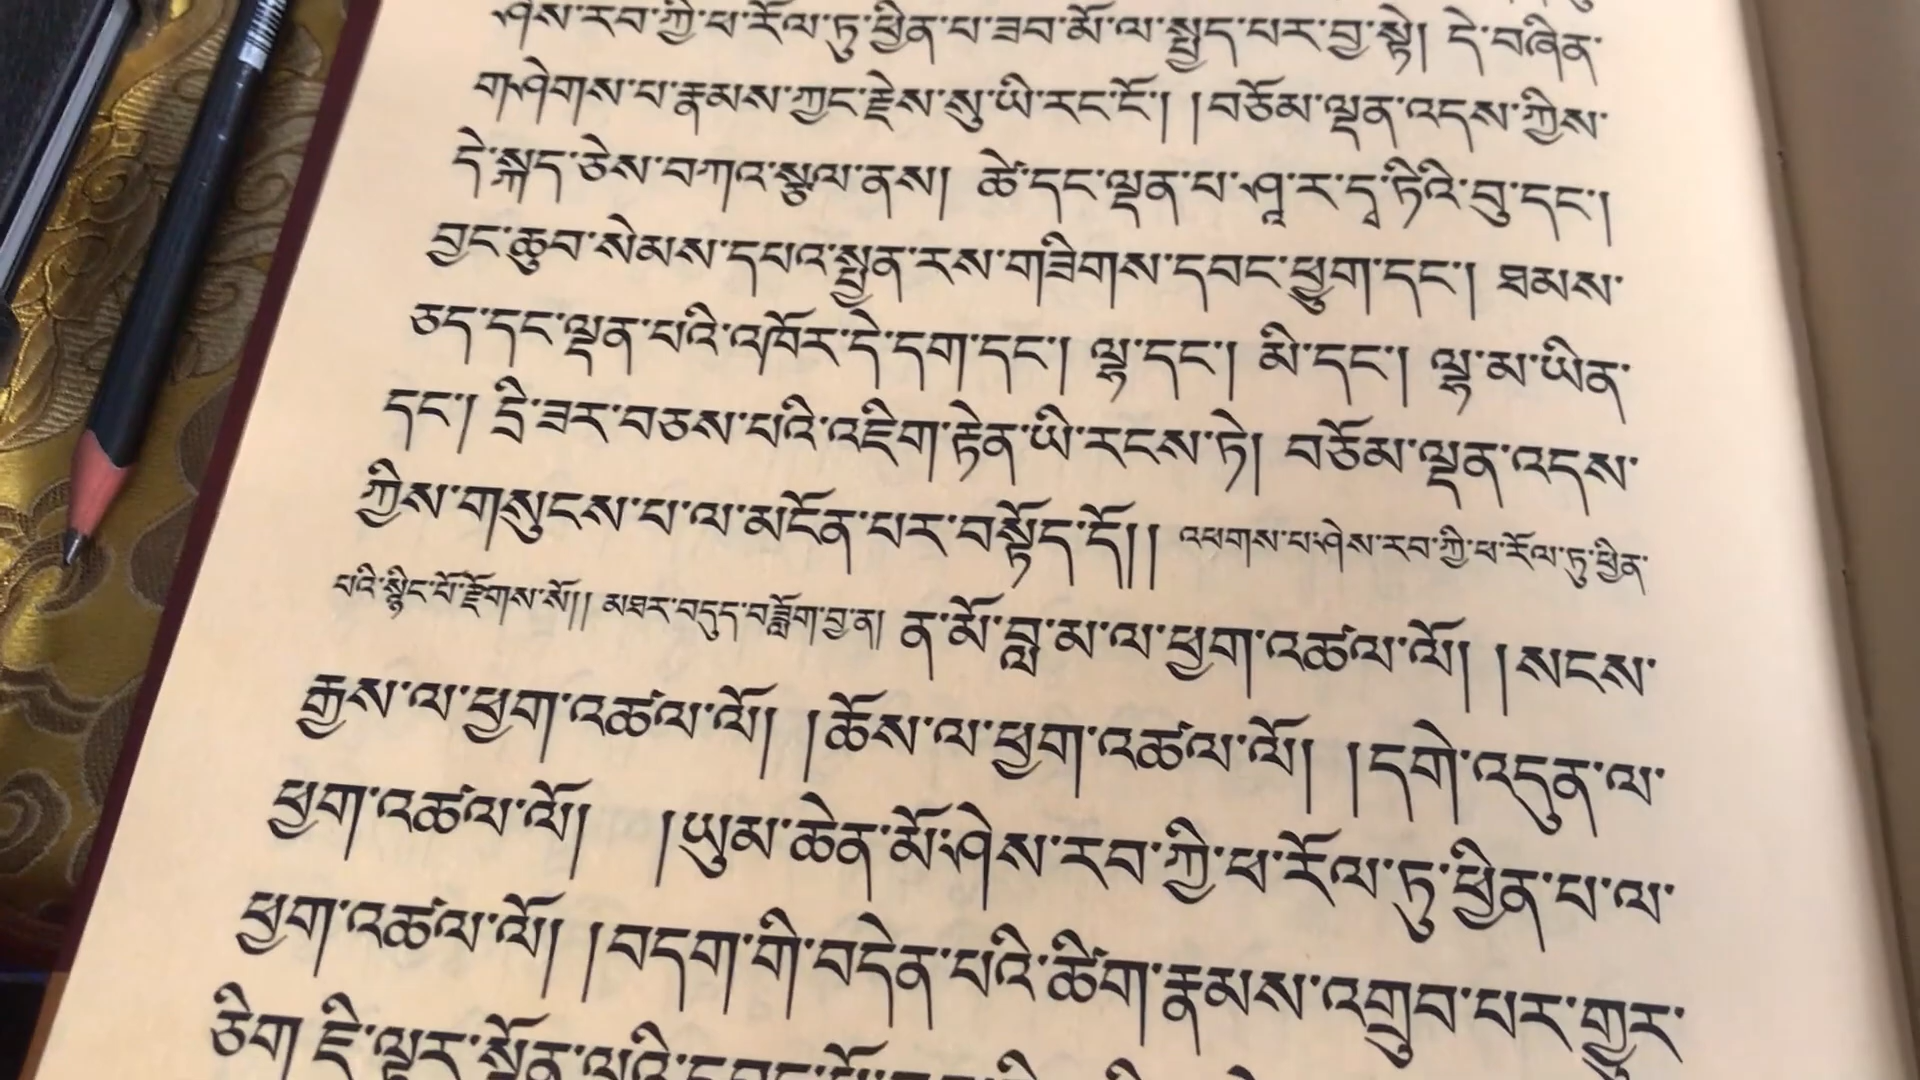 ཤེས་རབ་ཀྱི་ཕ་རོལ་ཏུ་ཕྱིན་པ་ཟབ་མོ་ལ་སྤྱད་པར་བྱ་སྟེ། དེ་བཞིན་
གཤེགས་པ་རྣམས་ཀྱང་རྗེས་སུ་ཡི་རང་ངོ་། །བཅོམ་ལྡན་འདས་ཀྱིས་
དེ་སྐད་ཅེས་བཀའ་སྩལ་ནས། ཚེ་དང་ལྡན་པ་ཤཱ་ར་དྭ་ཏིའི་བུ་དང་།
བྱང་ཆུབ་སེམས་དཔའ་སྤྱན་རས་གཟིགས་དབང་ཕྱུག་དང་། ཐམས་
ཅད་དང་ལྡན་པའི་འཁོར་དེ་དག་དང་། ལྷ་དང་། མི་དང་། ལྷ་མ་ཡིན་
དང་། དྲི་ཟར་བཅས་པའི་འཇིག་རྟེན་ཡི་རངས་ཏེ། བཅོམ་ལྡན་འདས་
ཀྱིས་གསུངས་པ་ལ་མངོན་པར་བསྟོད་དོ།། འཕགས་པ་ཤེས་རབ་ཀྱི་ཕ་རོལ་ཏུ་ཕྱིན་
པའི་སྙིང་པོ་རྫོགས་སོ།། མཐར་བདུད་བཟློག་བྱ་ན། ན་མོ་བླ་མ་ལ་ཕྱག་འཚལ་ལོ། །སངས་
རྒྱས་ལ་ཕྱག་འཚལ་ལོ། །ཆོས་ལ་ཕྱག་འཚལ་ལོ། །དགེ་འདུན་ལ་
ཕྱག་འཚལ་ལོ། །ཡུམ་ཆེན་མོ་ཤེས་རབ་ཀྱི་ཕ་རོལ་ཏུ་ཕྱིན་པ་ལ་
ཕྱག་འཚལ་ལོ། །བདག་གི་བདེན་པའི་ཚིག་རྣམས་འགྲུབ་པར་གྱུར་
ཅིག ཇི་ལྟར་སྔོན་ལྷའི་དབང་པོ་